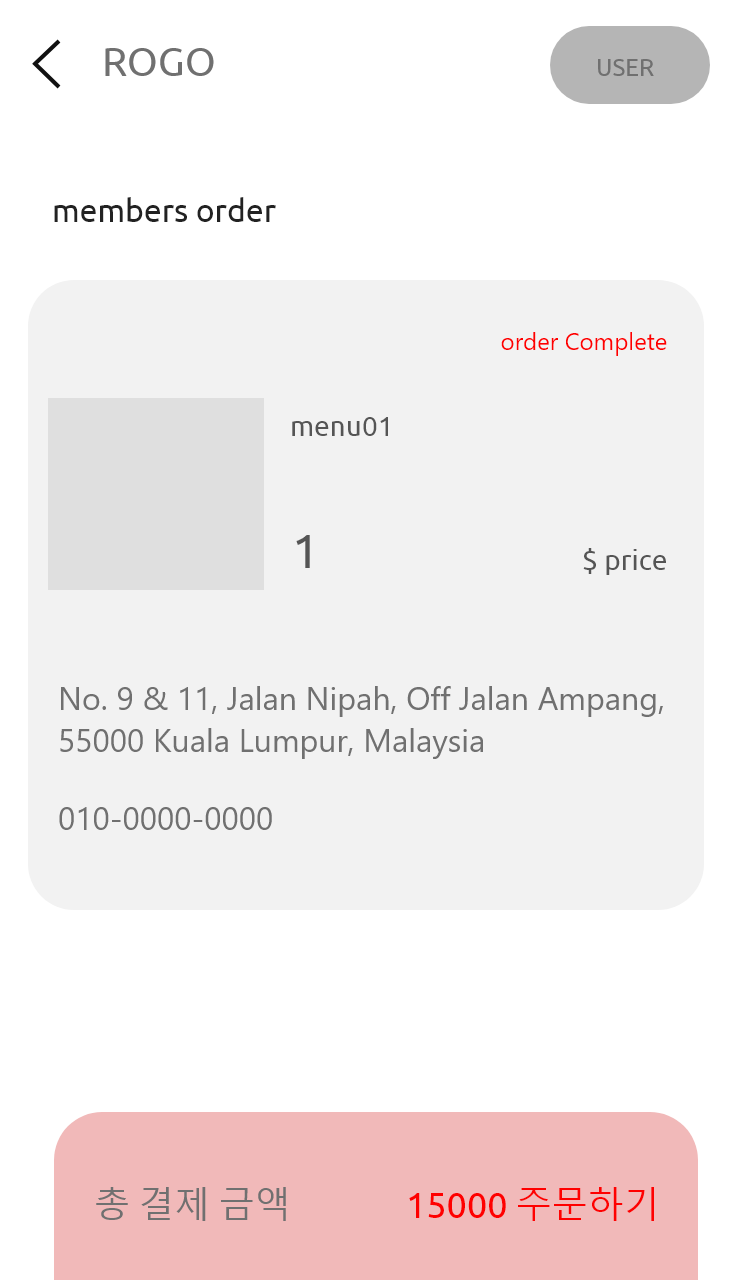 ROGO
USER
members order
order Complete
menu01
1
$ price
No. 9 & 11, Jalan Nipah, Off Jalan Ampang,
55000 Kuala Lumpur, Malaysia
010-0000-0000
총 결제 금액 15000 주문하기